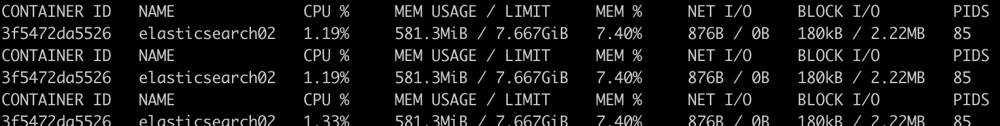 CONTAINER ID NAME CPU % MEM USAGE / LIMIT MEM % NET I/O BLOCK I/O PIDS
3f5472da5526 elasticsearch02 1.19% 581.3MiB / 7.667GiB 7.40% 876B / 0B 180kB / 2.22MB 85
CONTAINER ID NAME CPU % MEM USAGE / LIMIT MEM % NET I/O BLOCK I/O PIDS
3f5472da5526 elasticsearch02 1.19% 581.3MiB / 7.667GiB 7.40% 876B / 0B 180kB / 2.22MB 85
CONTAINER ID NAME CPU % MEM USAGE / LIMIT MEM % NET I/O BLOCK I/O PIDS
3f5472da5526 elasticsearch02 1.33% 581.3MiB / 7.667GiB 7.40% 876B / 0B 180kB / 2.22MB 85